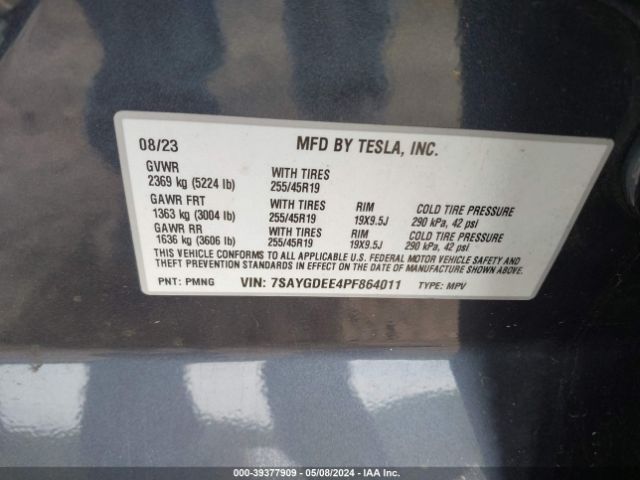 08/23 MFD BY TESLA, INC.
GVWR WITH TIRES
2369 kg (5224 lb) 255/45R19
GAWR FRT WITH TIRES RIM COLD TIRE PRESSURE
1363 kg (3004 lb) 255/45R19 19X9.5J 290 kPa, 42 psi
GAWR RR WITH TIRES RIM COLD TIRE PRESSURE
1636 kg (3606 lb) 255/45R19 19X9.5J 290 kPa, 42 psi
THIS VEHICLE CONFORMS TO ALL APPLICABLE U.S. FEDERAL MOTOR VEHICLE SAFETY AND
THEFT PREVENTION STANDARDS IN EFFECT ON THE DATE OF MANUFACTURE SHOWN ABOVE.
PNT: PMNG VIN: 7SAYGDEE4PF864011 TYPE: MPV
000-39377909 - 05/08/2024 - IAA Inc.